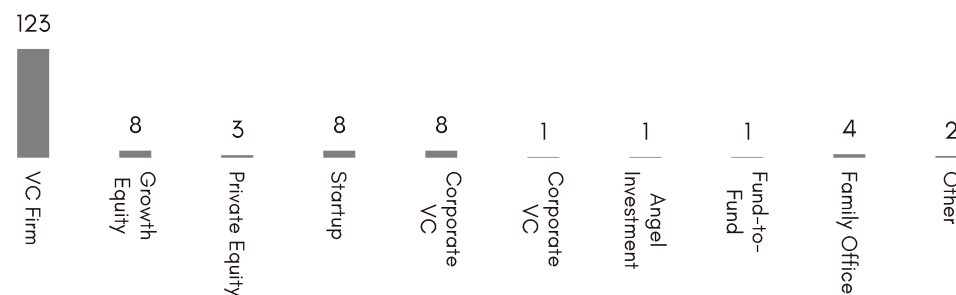 123
8
3
8
8
1
1
1
4
2
VC Firm
Growth
Equity
Private Equity
Startup
Corporate
VC
Corporate
VC
Angel
Investment
Fund-to-
Fund
Family Office
Other